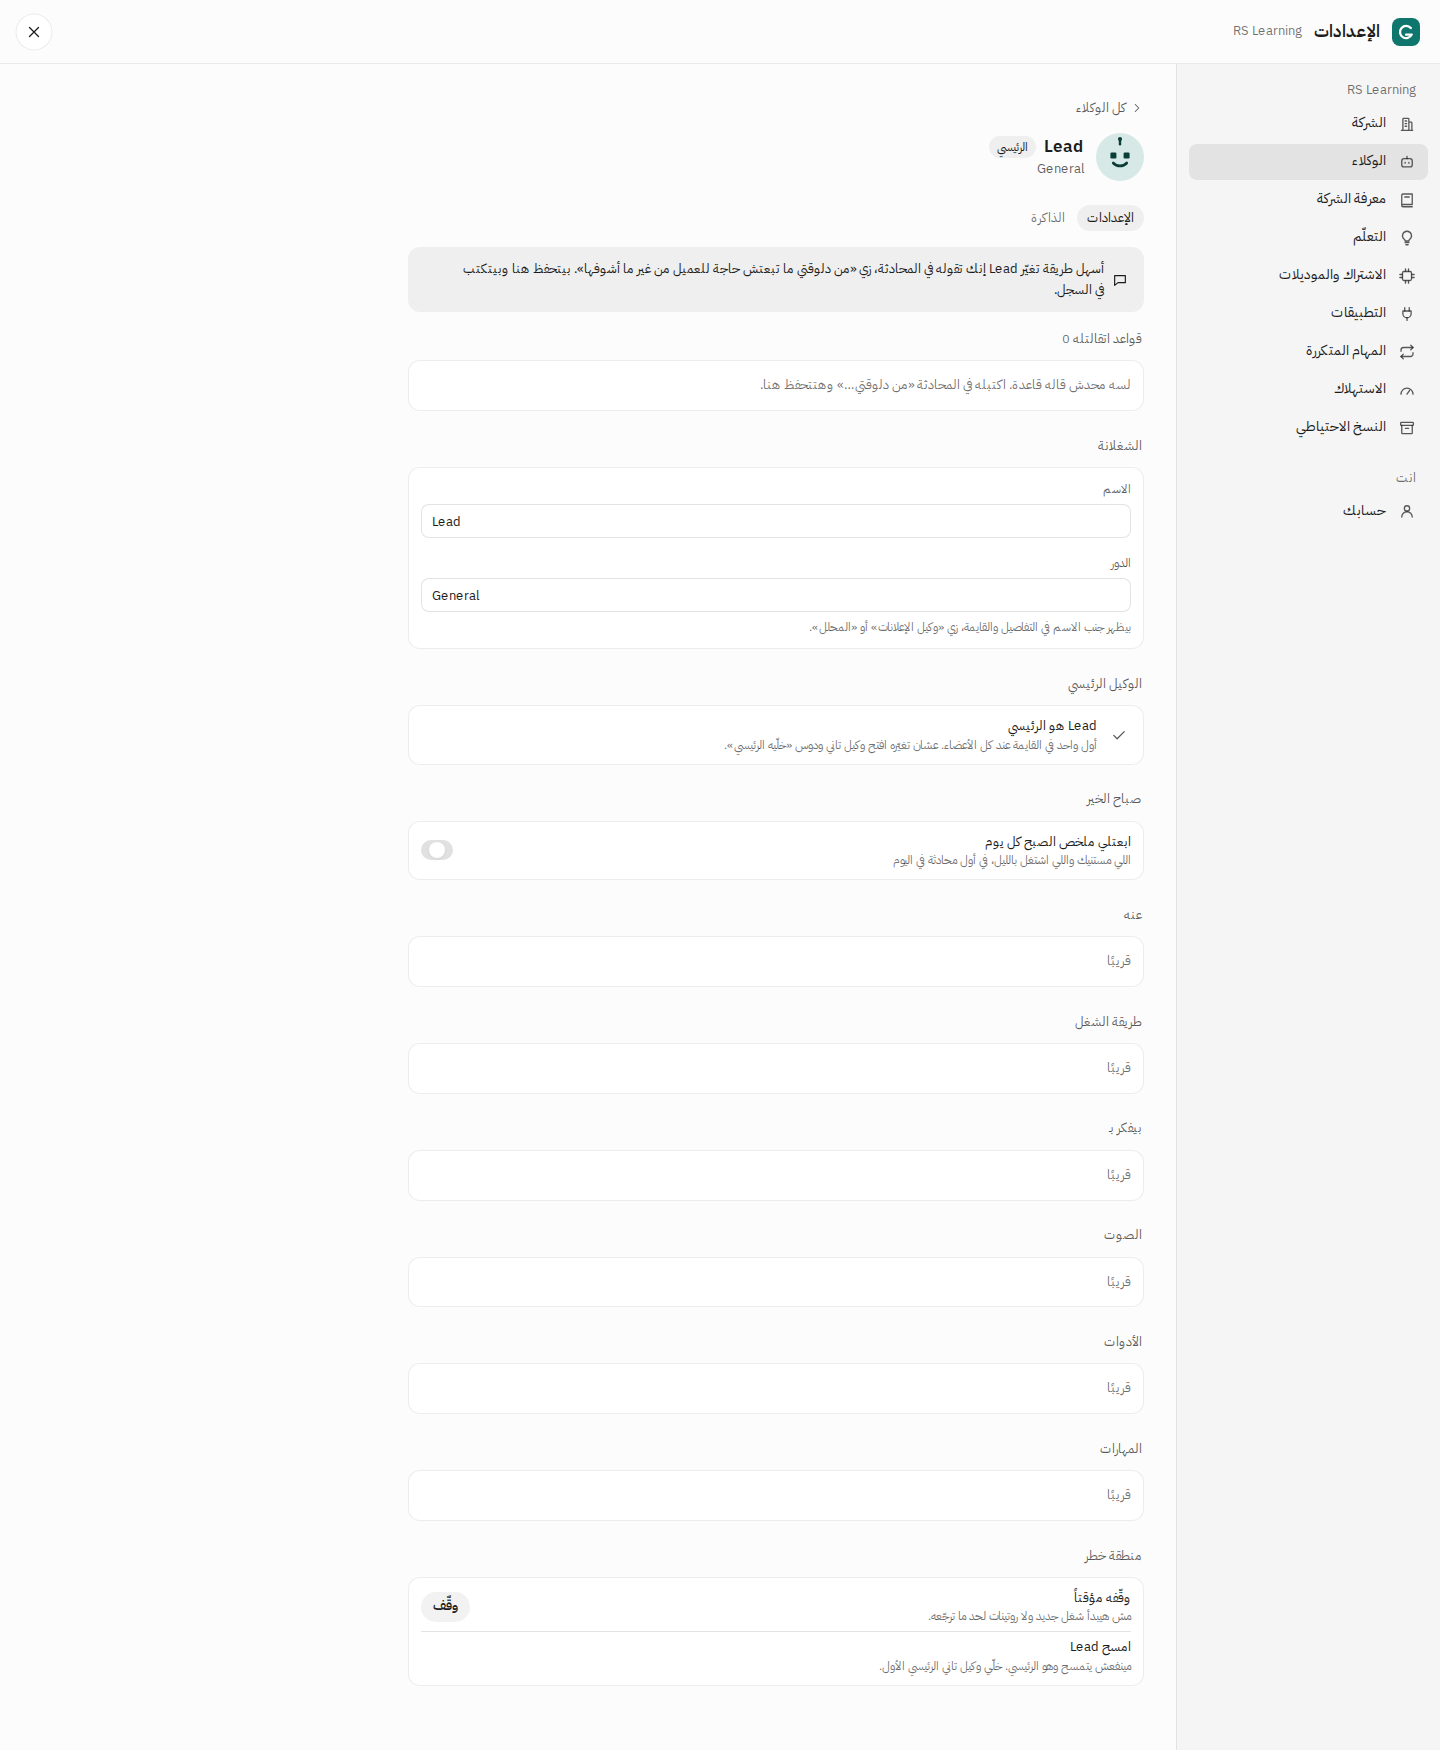 الإعدادات RS Learning
RS Learning
الشركة
الوكلاء
معرفة الشركة
التعلّم
الاشتراك والموديلات
التطبيقات
المهام المتكررة
الاستهلاك
النسخ الاحتياطي
انت
حسابك
كل الوكلاء
Lead الرئيسي
General
الإعدادات الذاكرة
أسهل طريقة تغيّر Lead إنك تقوله في المحادثة، زي «من دلوقتي ما تبعتش حاجة للعميل من غير ما أشوفها». بيتحفظ هنا وبيتكتب
في السجل.
قواعد اتقالتله 0
لسه محدش قاله قاعدة. اكتبله في المحادثة «من دلوقتي…» وهتتحفظ هنا.
الشغلانة
الاسم
Lead
الدور
General
بيظهر جنب الاسم في التفاصيل والقايمة، زي «وكيل الإعلانات» أو «المحلل».
الوكيل الرئيسي
Lead هو الرئيسي
أول واحد في القايمة عند كل الأعضاء. عشان تغيّره افتح وكيل تاني ودوس «خلّيه الرئيسي».
صباح الخير
ابعتلي ملخص الصبح كل يوم
اللي مستنيك واللي اشتغل بالليل، في أول محادثة في اليوم
عنه
قريبًا
طريقة الشغل
قريبًا
بيفكر بـ
قريبًا
الصوت
قريبًا
الأدوات
قريبًا
المهارات
قريبًا
منطقة خطر
وقّفه مؤقتاً
وقّف
مش هيبدأ شغل جديد ولا روتينات لحد ما ترجّعه.
امسح Lead
مينفعش يتمسح وهو الرئيسي. خلّي وكيل تاني الرئيسي الأول.